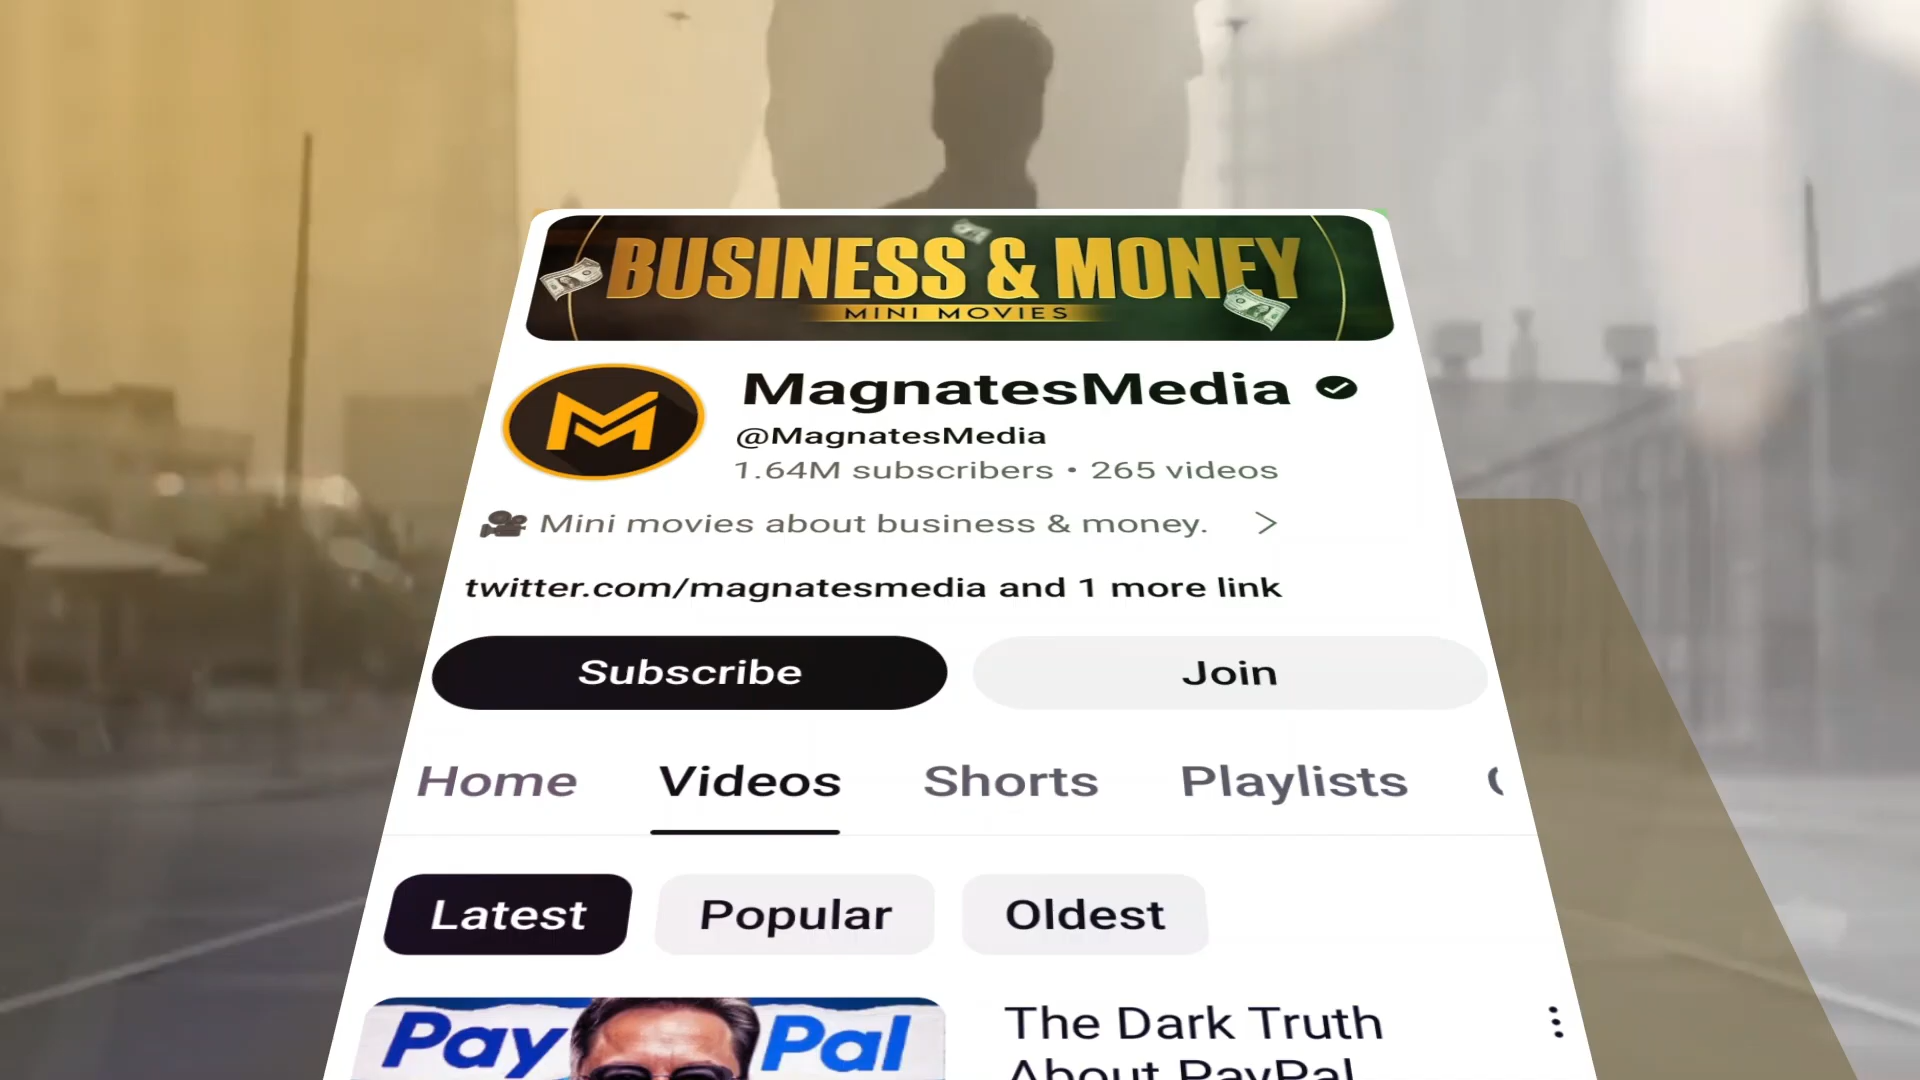 BUSINESS & MONEY
MINI MOVIES
MagnatesMedia
@MagnatesMedia
1.64M subscribers • 265 videos
Mini movies about business & money.
twitter.com/magnatesmedia and 1 more link
Subscribe
Join
Home
Videos
Shorts
Playlists
Latest
Popular
Oldest
PayPal
The Dark Truth
About PayPal